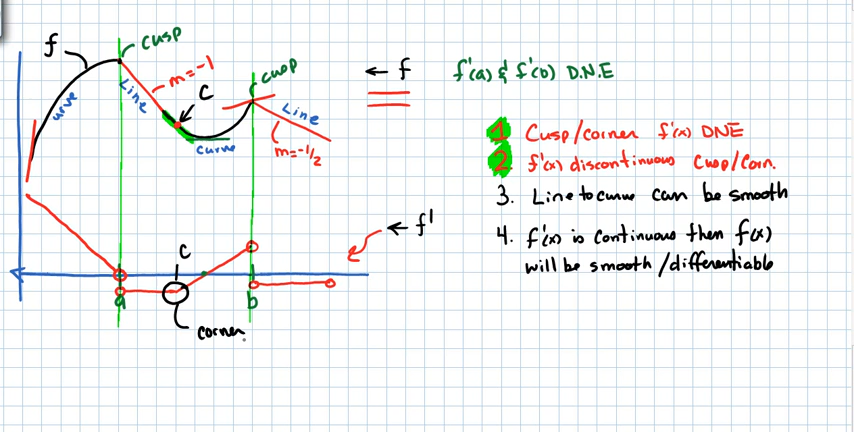 f
cusp
m=-1
Line
curve
C
cusp
Line
m=-1/2
curve
← f
f'(a) & f'(b) D.N.E
1 Cusp/corner f'(x) DNE
2 f'(x) discontinuous Cusp/Corn.
3. Line to curve can be smooth
4. f'(x) is continuous then f(x)
will be smooth/differentiable
← f'
C
a
b
corner